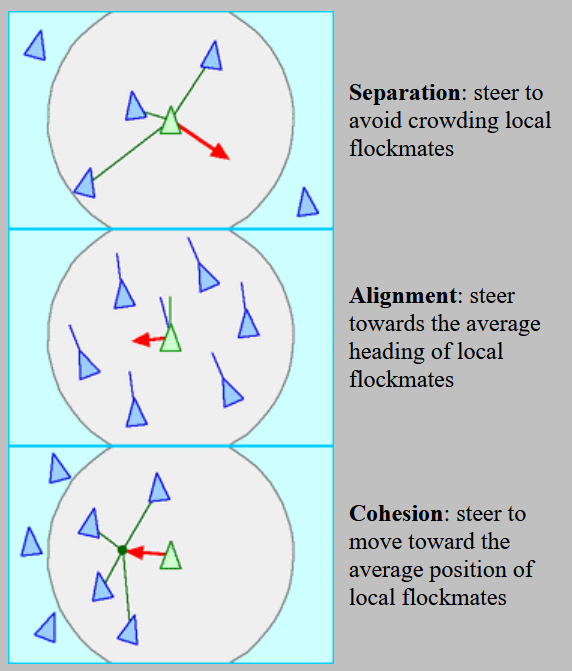 Separation: steer to
avoid crowding local
flockmates
Alignment: steer
towards the average
heading of local
flockmates
Cohesion: steer to
move toward the
average position of
local flockmates